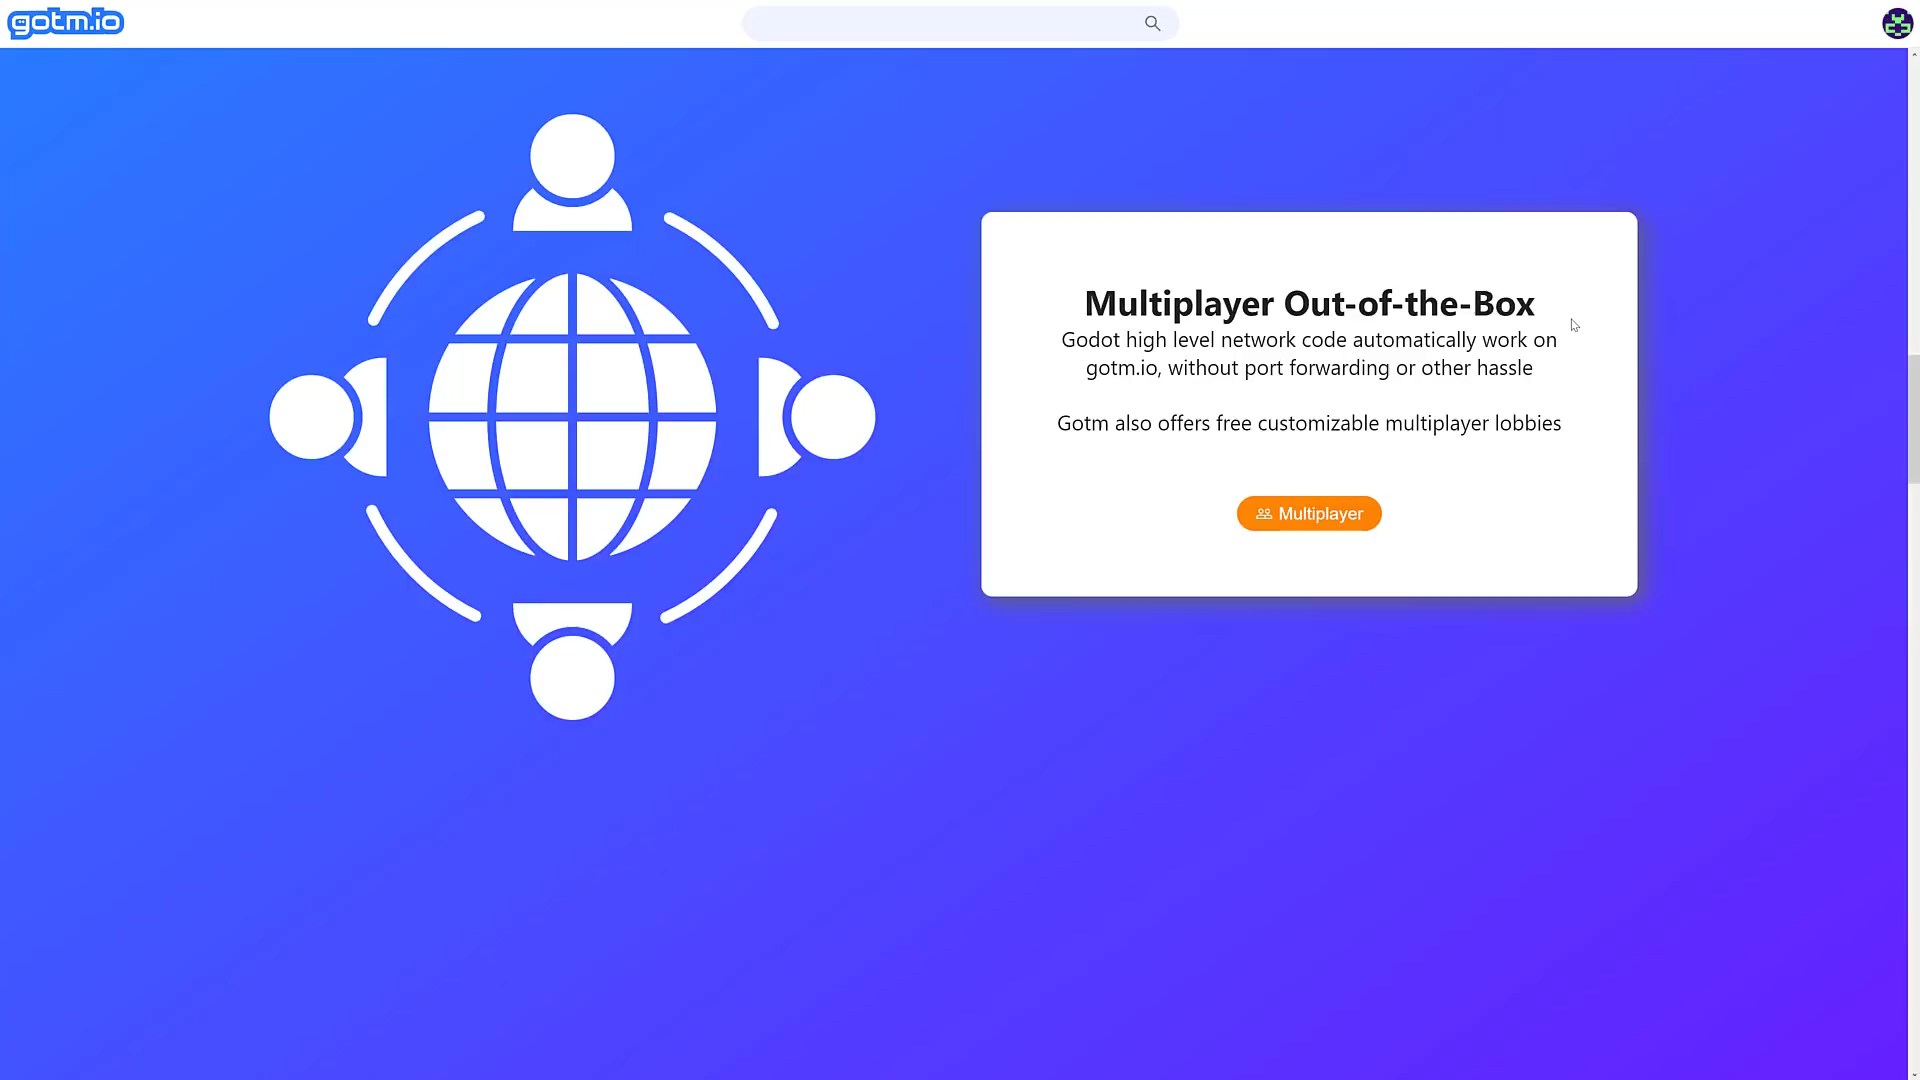 gotm.io
Multiplayer Out-of-the-Box
Godot high level network code automatically work on
gotm.io, without port forwarding or other hassle
Gotm also offers free customizable multiplayer lobbies
Multiplayer